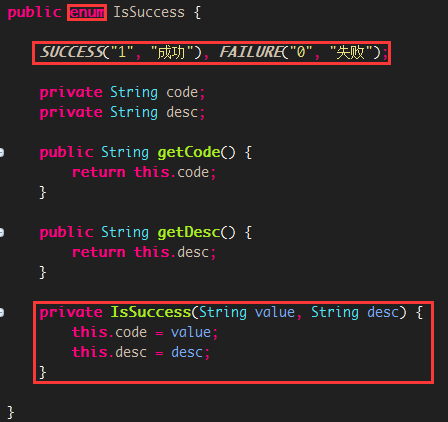 public enum IsSuccess {
SUCCESS("1", "成功"), FAILURE("0", "失败");
private String code;
private String desc;
public String getCode() {
return this.code;
}
public String getDesc() {
return this.desc;
}
private IsSuccess(String value, String desc) {
this.code = value;
this.desc = desc;
}
}